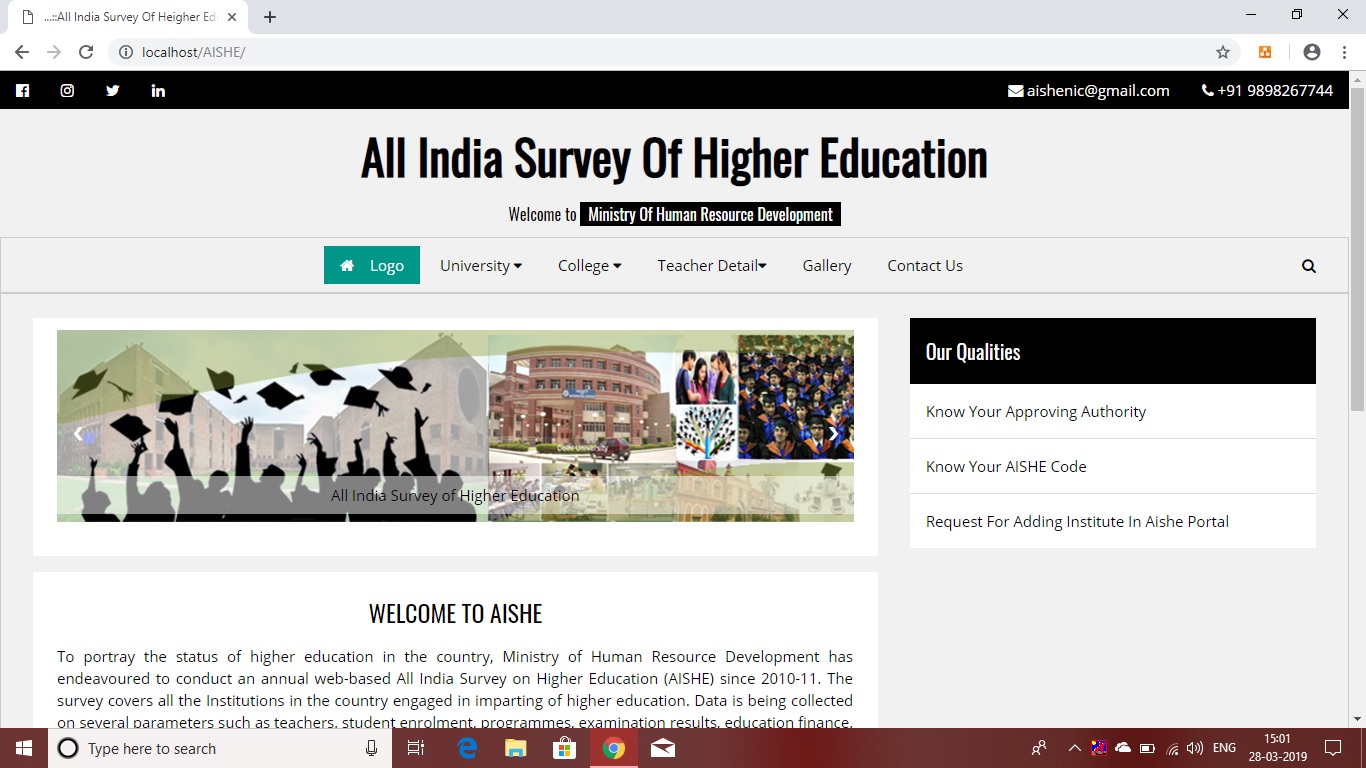 ...::All India Survey Of Heigher Ed
localhost/AISHE/
aishenic@gmail.com
+91 9898267744
All India Survey Of Higher Education
Welcome to Ministry Of Human Resource Development
Logo
University
College
Teacher Detail
Gallery
Contact Us
Delhi University
All India Survey of Higher Education
Our Qualities
Know Your Approving Authority
Know Your AISHE Code
Request For Adding Institute In Aishe Portal
WELCOME TO AISHE
To portray the status of higher education in the country, Ministry of Human Resource Development has
endeavoured to conduct an annual web-based All India Survey on Higher Education (AISHE) since 2010-11. The
survey covers all the Institutions in the country engaged in imparting of higher education. Data is being collected
on several parameters such as teachers, student enrolment, programmes, examination results, education finance,
Type here to search
ENG
15:01
28-03-2019